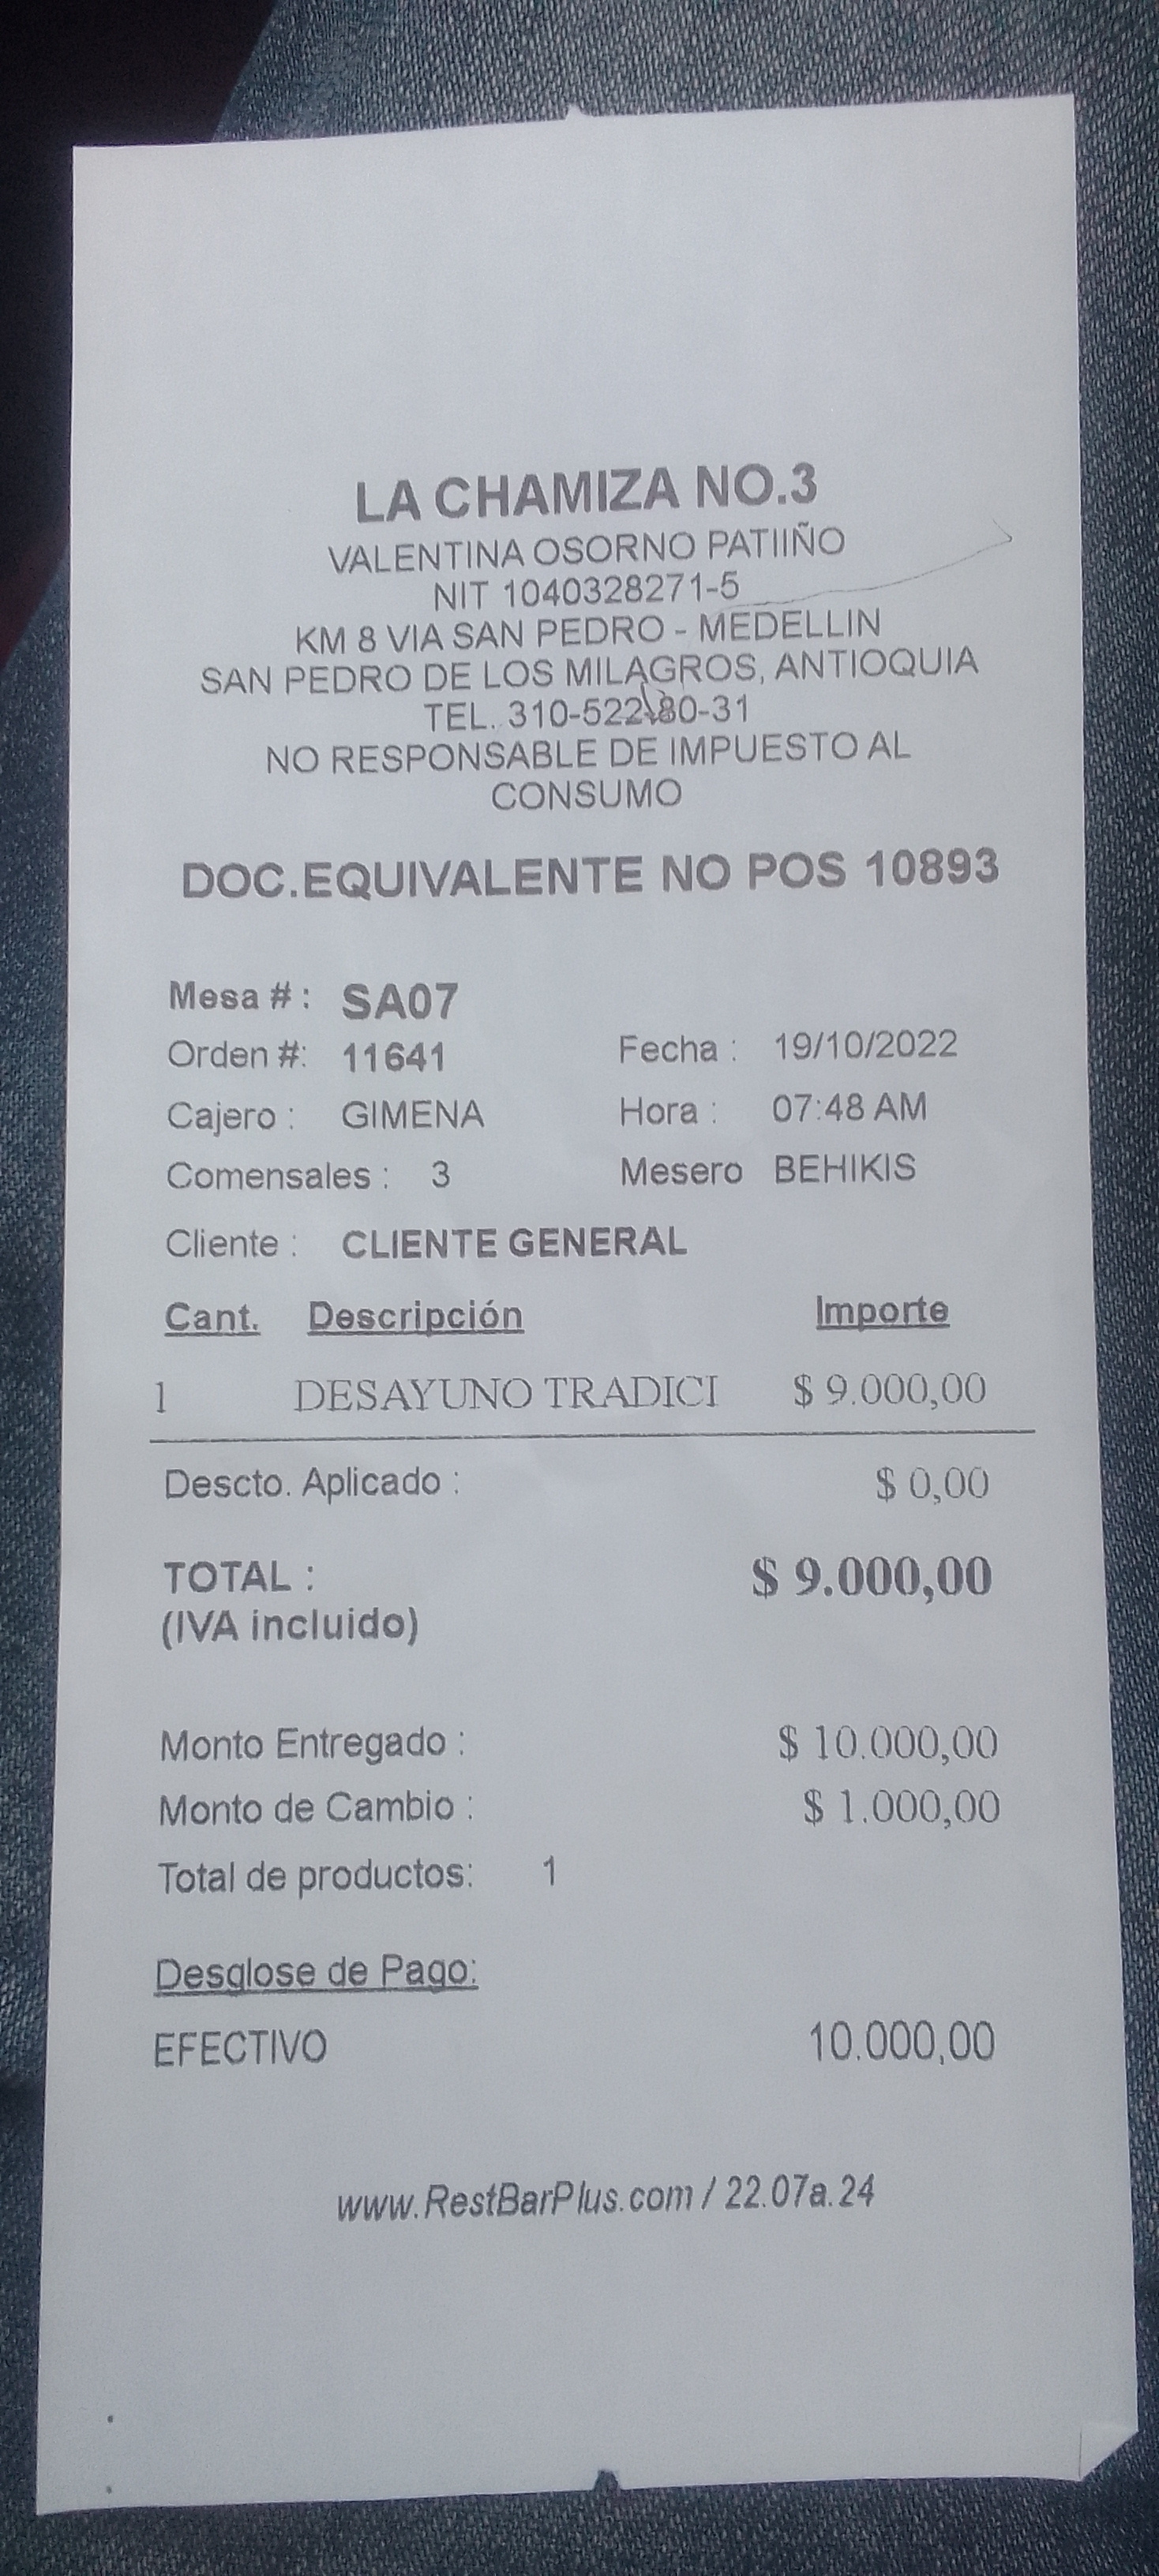 LA CHAMIZA NO.3
VALENTINA OSORNO PATIIÑO
NIT 1040328271-5
KM 8 VIA SAN PEDRO - MEDELLIN
SAN PEDRO DE LOS MILAGROS, ANTIOQUIA
TEL. 310-522-80-31
NO RESPONSABLE DE IMPUESTO AL
CONSUMO
DOC.EQUIVALENTE NO POS 10893
Mesa # : SA07
Orden #: 11641 Fecha : 19/10/2022
Cajero : GIMENA Hora : 07:48 AM
Comensales : 3 Mesero BEHIKIS
Cliente : CLIENTE GENERAL
Cant. Descripción Importe
1 DESAYUNO TRADICI $ 9.000,00
Descto. Aplicado : $ 0,00
TOTAL : $ 9.000,00
(IVA incluido)
Monto Entregado : $ 10.000,00
Monto de Cambio : $ 1.000,00
Total de productos: 1
Desglose de Pago:
EFECTIVO 10.000,00
www.RestBarPlus.com / 22.07a.24